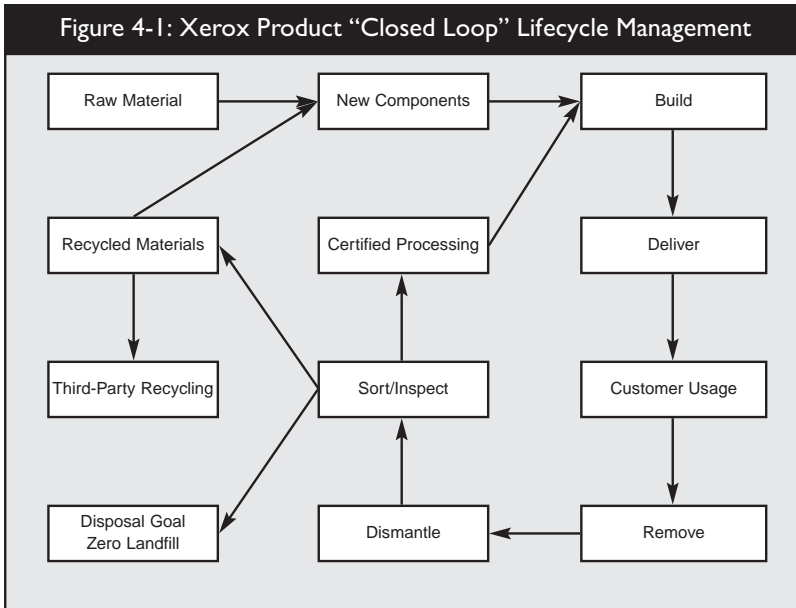 Figure 4-1: Xerox Product “Closed Loop” Lifecycle Management
Raw Material
New Components
Build
Recycled Materials
Certified Processing
Deliver
Third-Party Recycling
Sort/Inspect
Customer Usage
Disposal Goal
Zero Landfill
Dismantle
Remove